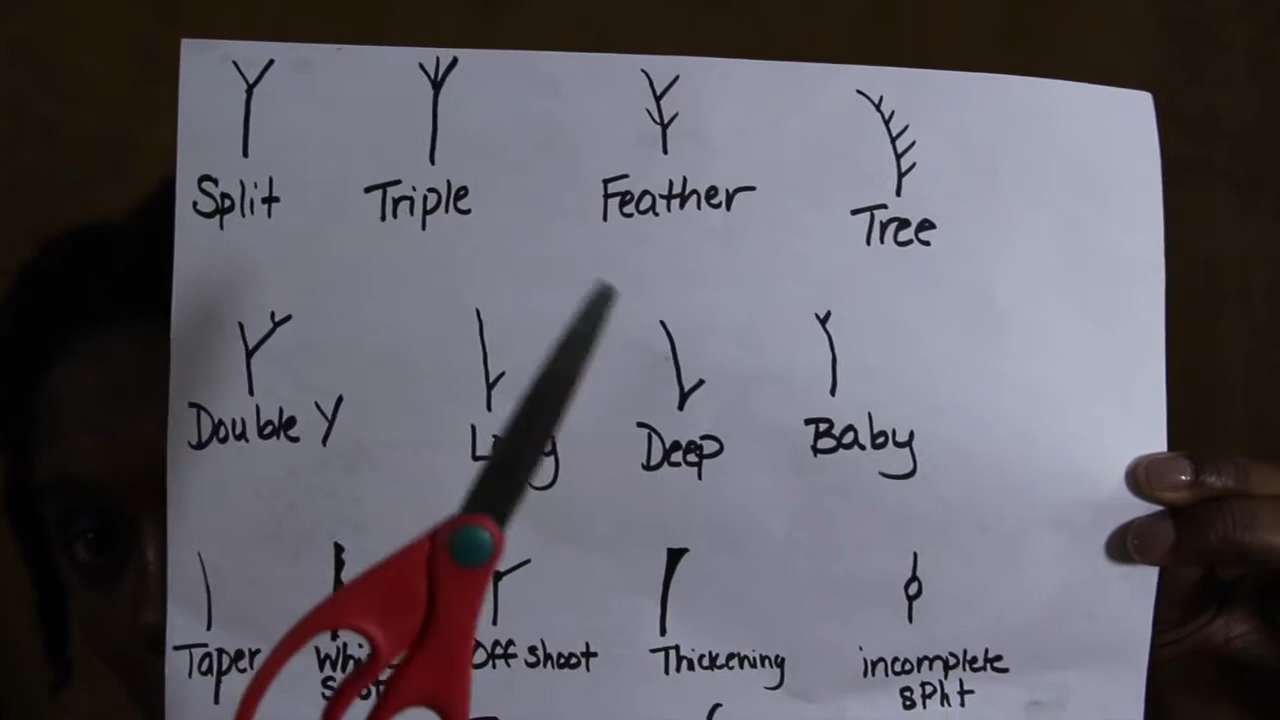 Split Triple Feather Tree
Double Y Deep Baby
Taper Off shoot Thickening incomplete
split